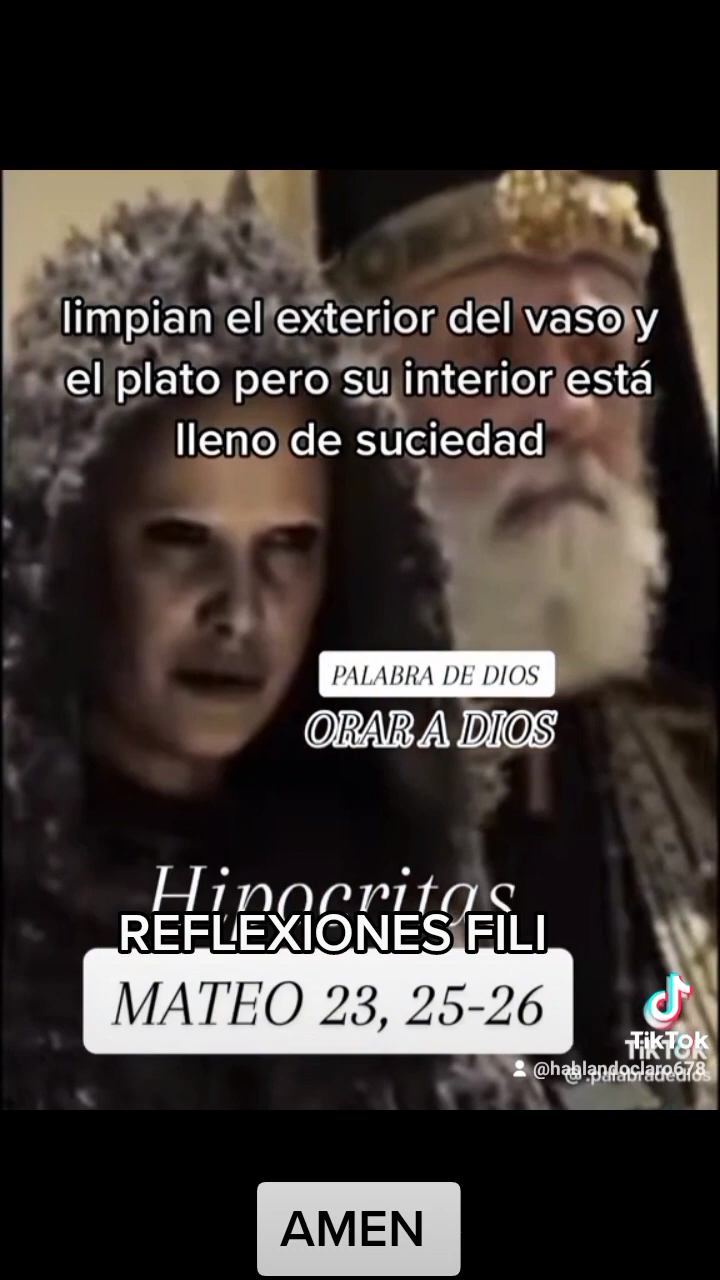 limpian el exterior del vaso y
el plato pero su interior está
lleno de suciedad
PALABRA DE DIOS
ORAR A DIOS
Hipocritas
REFLEXIONES FILI
MATEO 23, 25-26
TikTok
TikTok
@hablandoclaro678
@.palabradedios
AMEN